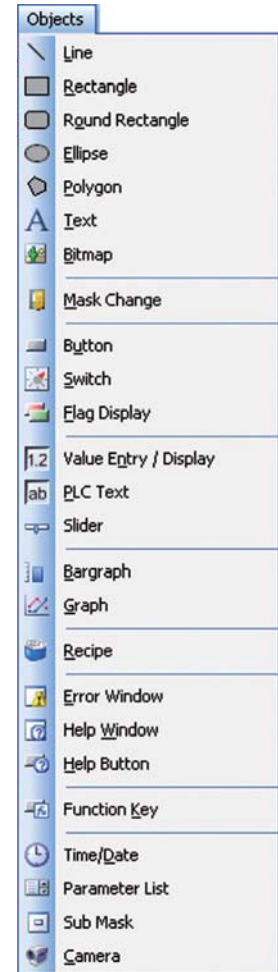 Objects
Line
Rectangle
Round Rectangle
Ellipse
Polygon
A Text
Bitmap
Mask Change
Button
Switch
Flag Display
1.2 Value Entry / Display
ab PLC Text
Slider
Bargraph
Graph
Recipe
Error Window
Help Window
Help Button
Function Key
Time/Date
Parameter List
Sub Mask
Camera